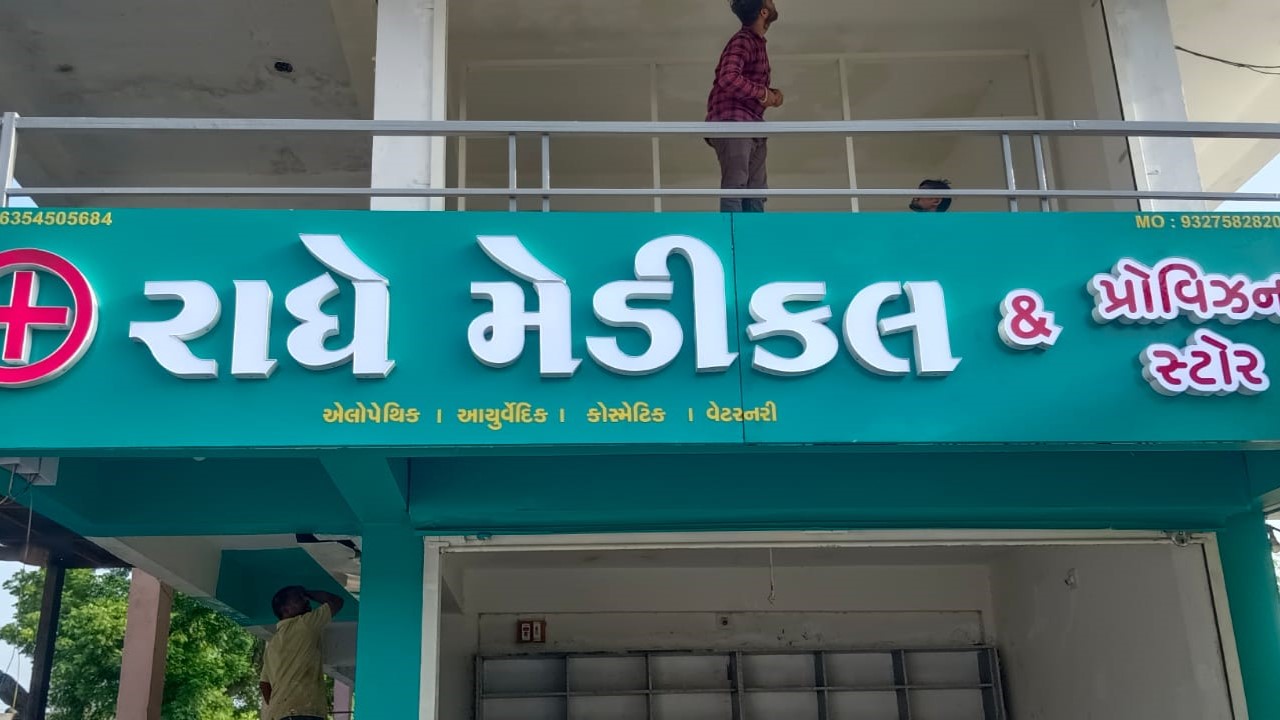 6354505684
MO : 9327582820
રાધે મેડીકલ & પ્રોવિઝન
સ્ટોર
એલોપેથિક । આયુર્વેદિક । કોસ્મેટિક । વેટરનરી